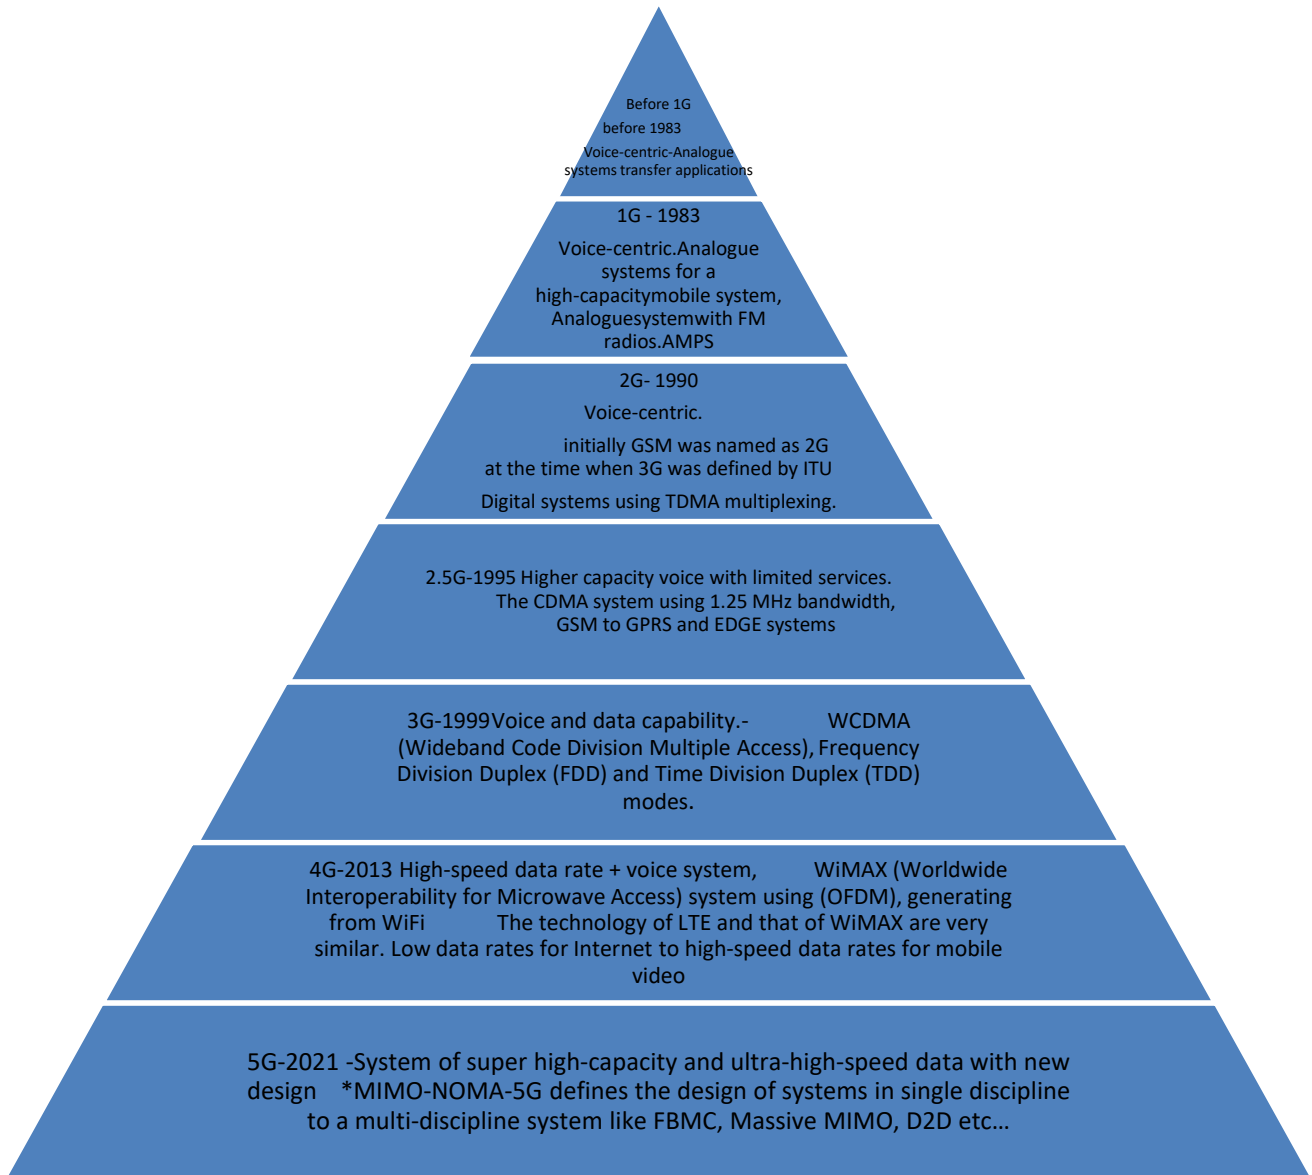 Before 1G
before 1983
Voice-centric-Analogue
systems transfer applications
1G - 1983
Voice-centric.Analogue
systems for a
high-capacitymobile system,
Analoguesystemwith FM
radios.AMPS
2G- 1990
Voice-centric.
initially GSM was named as 2G
at the time when 3G was defined by ITU
Digital systems using TDMA multiplexing.
2.5G-1995 Higher capacity voice with limited services.
The CDMA system using 1.25 MHz bandwidth,
GSM to GPRS and EDGE systems
3G-1999Voice and data capability.- WCDMA
(Wideband Code Division Multiple Access), Frequency
Division Duplex (FDD) and Time Division Duplex (TDD)
modes.
4G-2013 High-speed data rate + voice system, WiMAX (Worldwide
Interoperability for Microwave Access) system using (OFDM), generating
from WiFi The technology of LTE and that of WiMAX are very
similar. Low data rates for Internet to high-speed data rates for mobile
video
5G-2021 -System of super high-capacity and ultra-high-speed data with new
design *MIMO-NOMA-5G defines the design of systems in single discipline
to a multi-discipline system like FBMC, Massive MIMO, D2D etc…